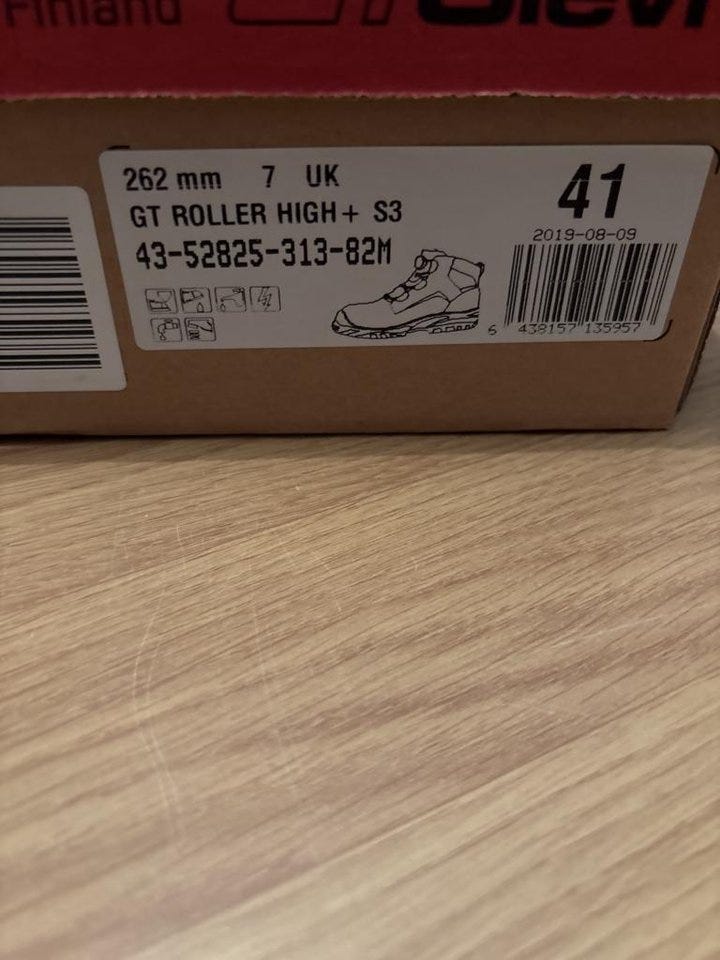 Finland
262 mm 7 UK
GT ROLLER HIGH+ S3
43-52825-313-82M
41
2019-08-09
6 438157 135957